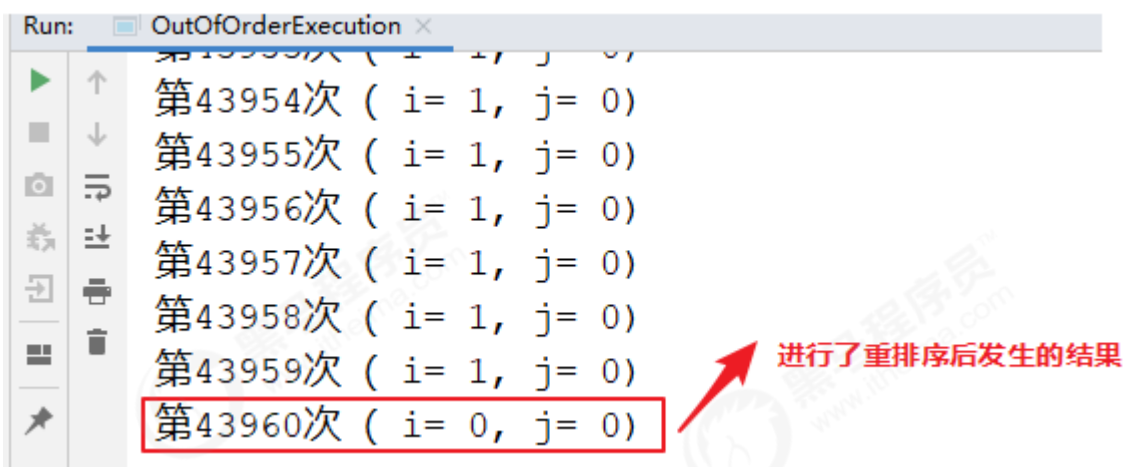 Run: OutOfOrderExecution ×
第43954次 ( i= 1, j= 0)
第43955次 ( i= 1, j= 0)
第43956次 ( i= 1, j= 0)
第43957次 ( i= 1, j= 0)
第43958次 ( i= 1, j= 0)
第43959次 ( i= 1, j= 0)
进行了重排序后发生的结果
第43960次 ( i= 0, j= 0)